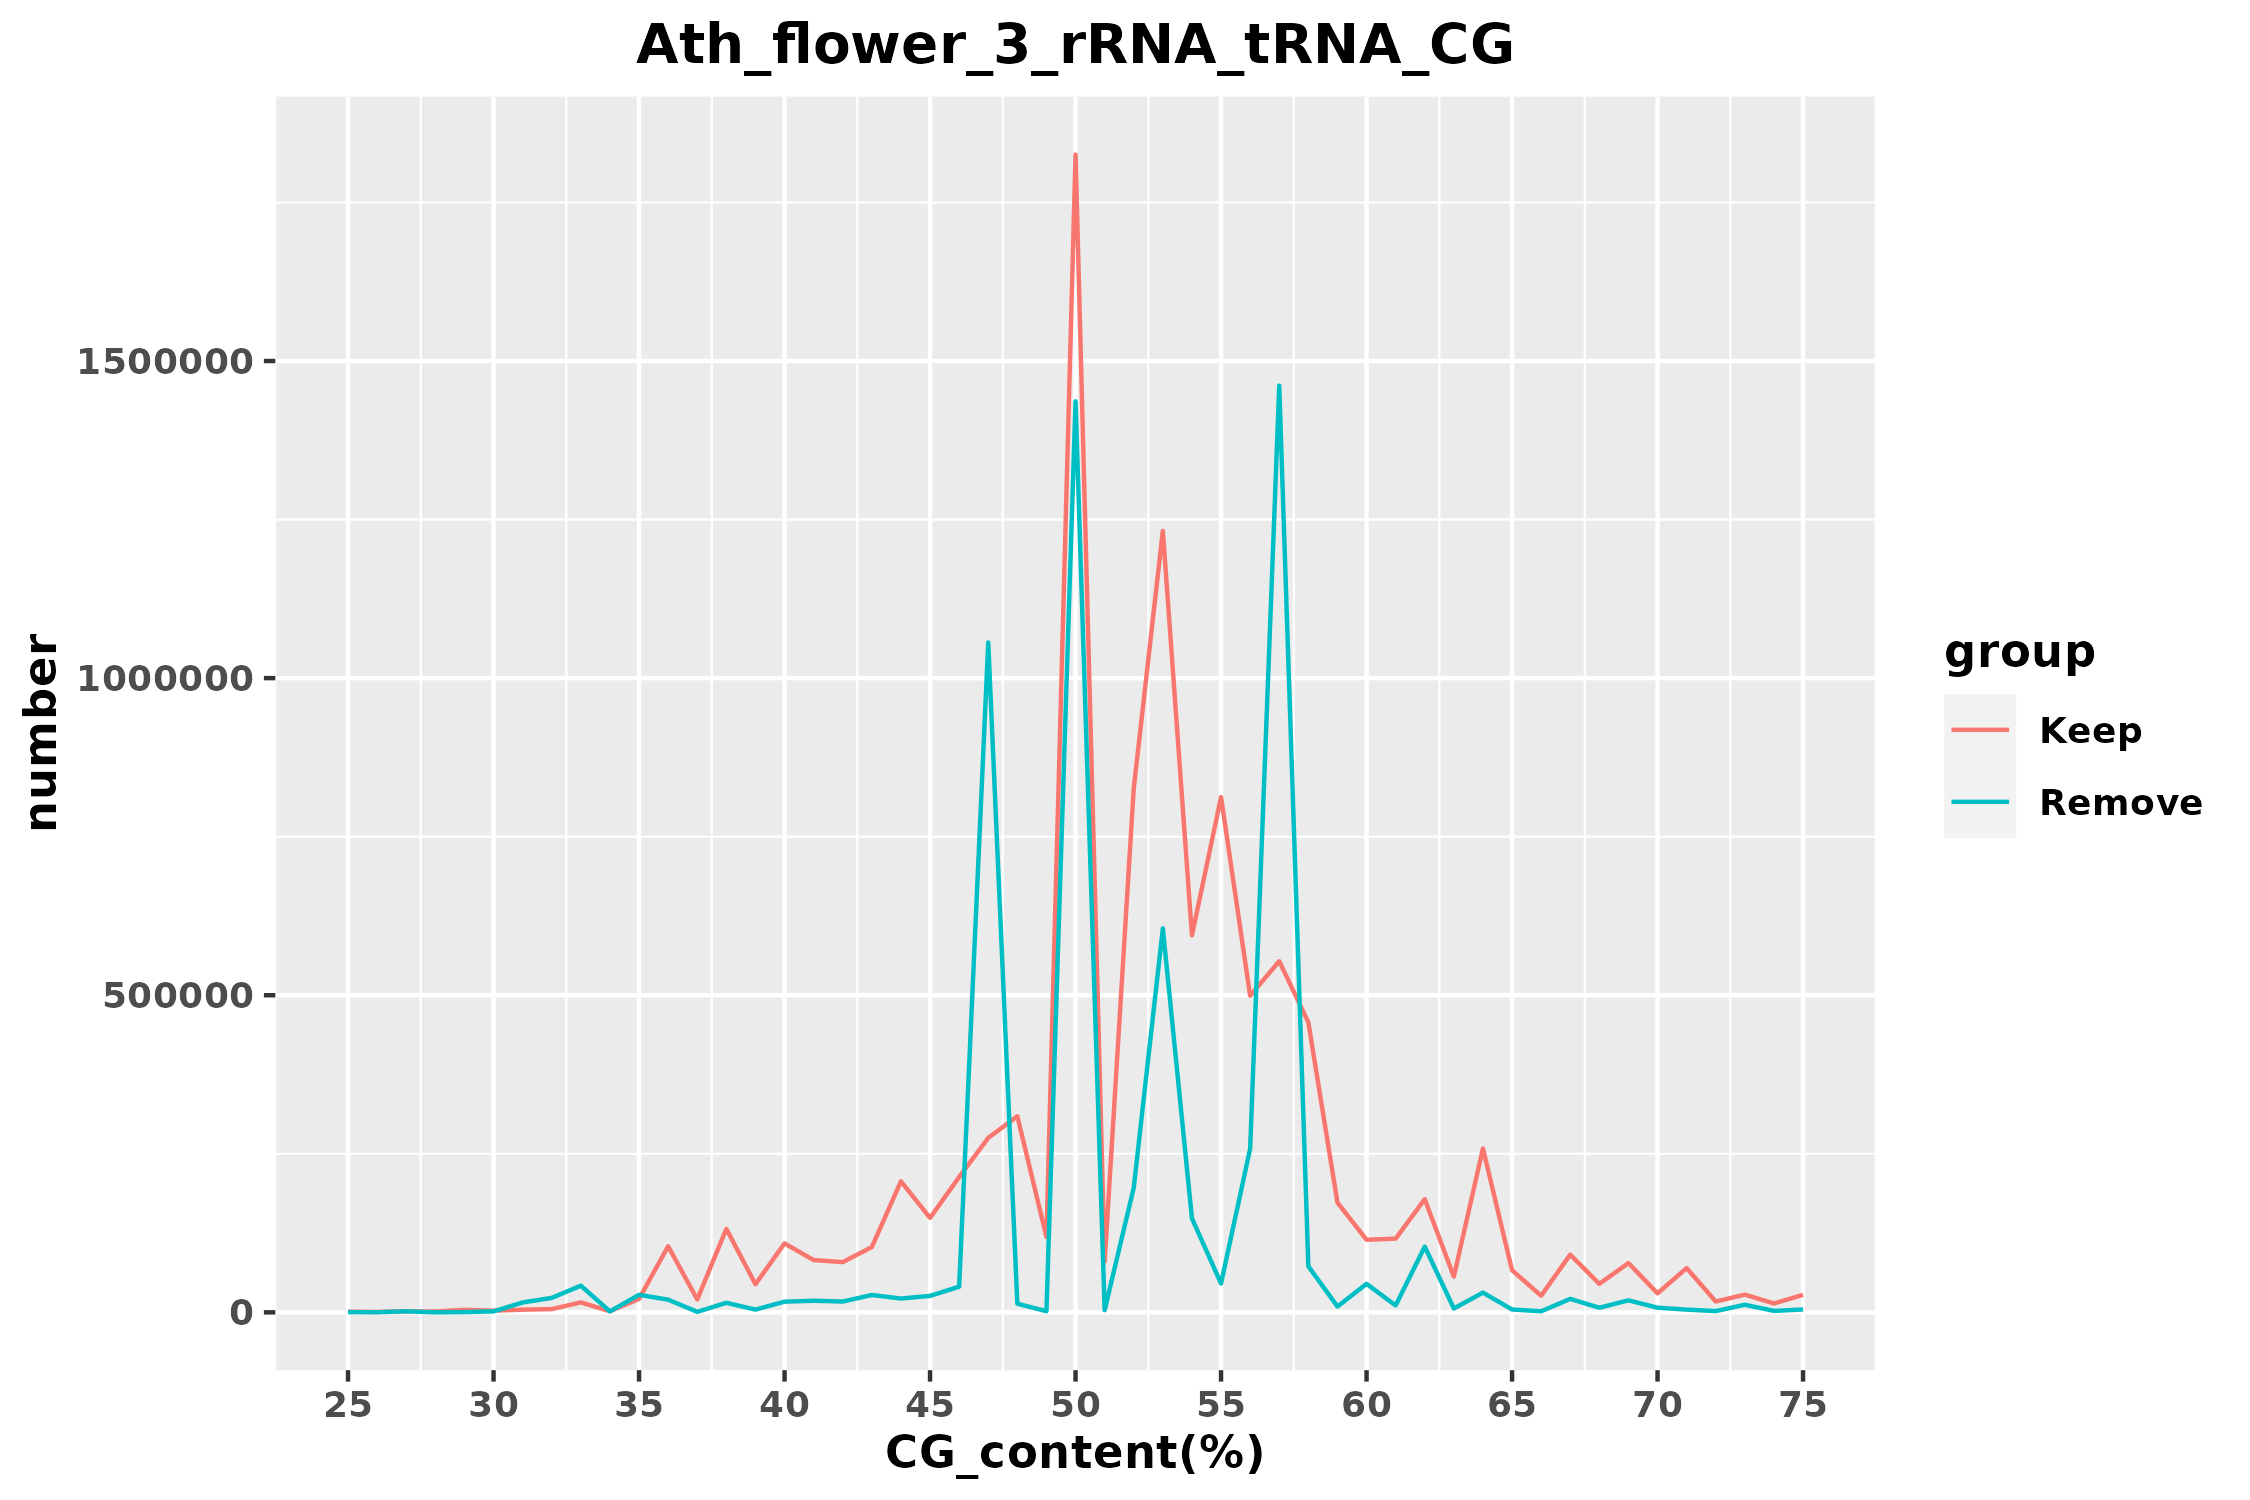 Ath_flower_3_rRNA_tRNA_CG
number
1500000
1000000
500000
0
25 30 35 40 45 50 55 60 65 70 75
CG_content(%)
group
Keep
Remove